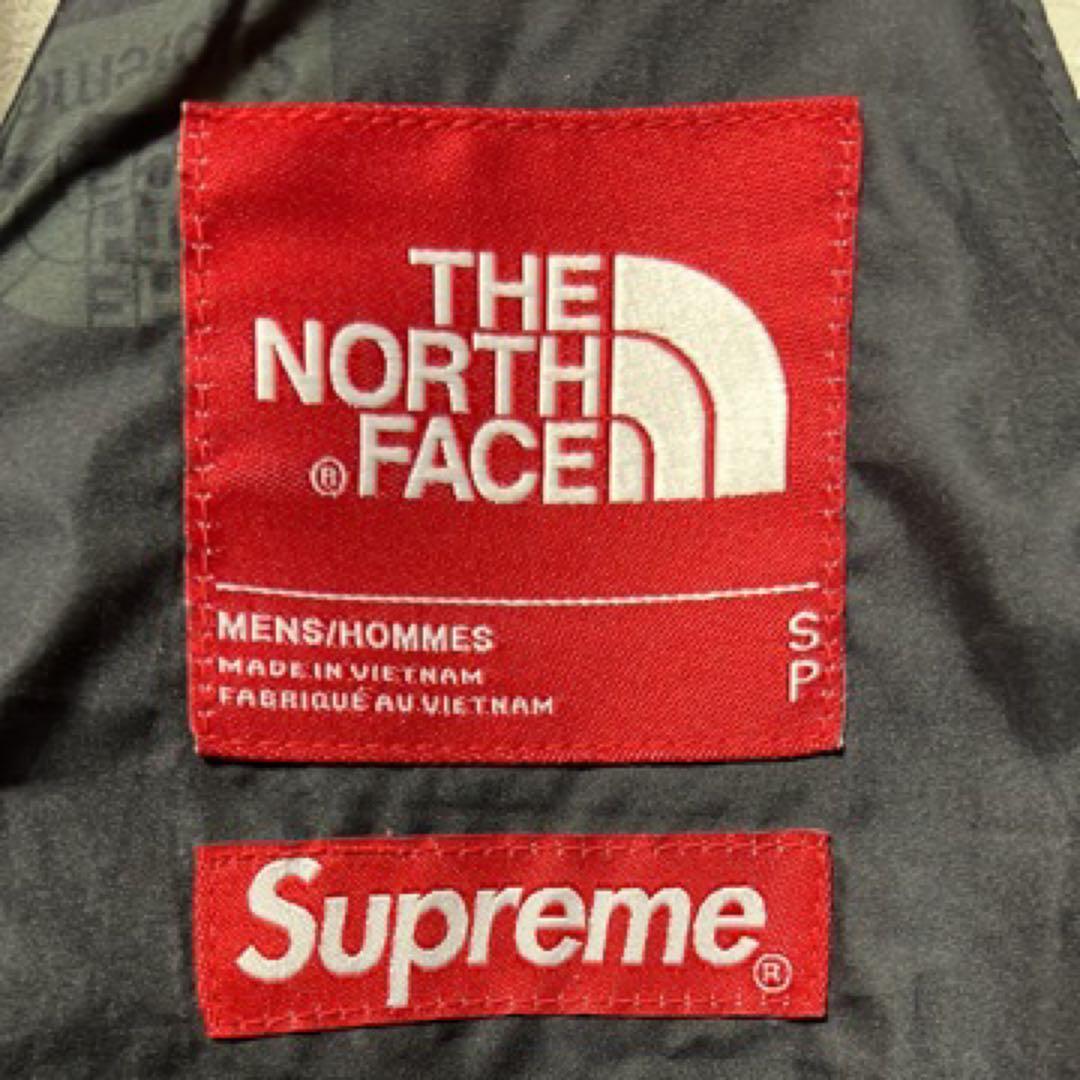 THE
NORTH
FACE®
MENS/HOMMES S
MADE IN VIETNAM P
FABRIQUÉ AU VIETNAM
Supreme®